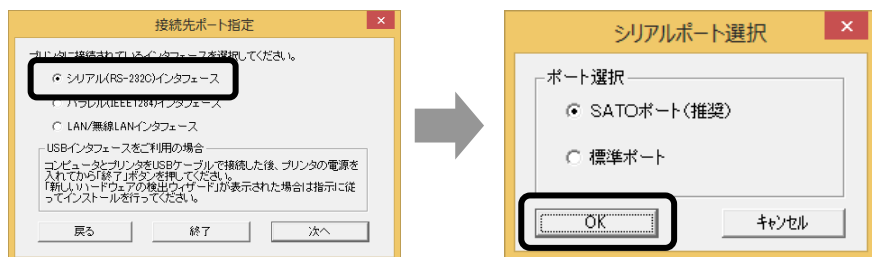 接続先ポート指定
プリンタに接続されているインタフェースを選択してください。
シリアル(RS-232C)インタフェース
パラレル(IEEE1284)インタフェース
LAN/無線LANインタフェース
USBインタフェースをご利用の場合
コンピュータとプリンタをUSBケーブルで接続した後、プリンタの電源を
入れてから「終了」ボタンを押してください。
「新しいハードウェアの検出ウィザード」が表示された場合は指示に従
ってインストールを行ってください。
戻る
終了
次へ
シリアルポート選択
ポート選択
SATOポート(推奨)
標準ポート
OK
キャンセル